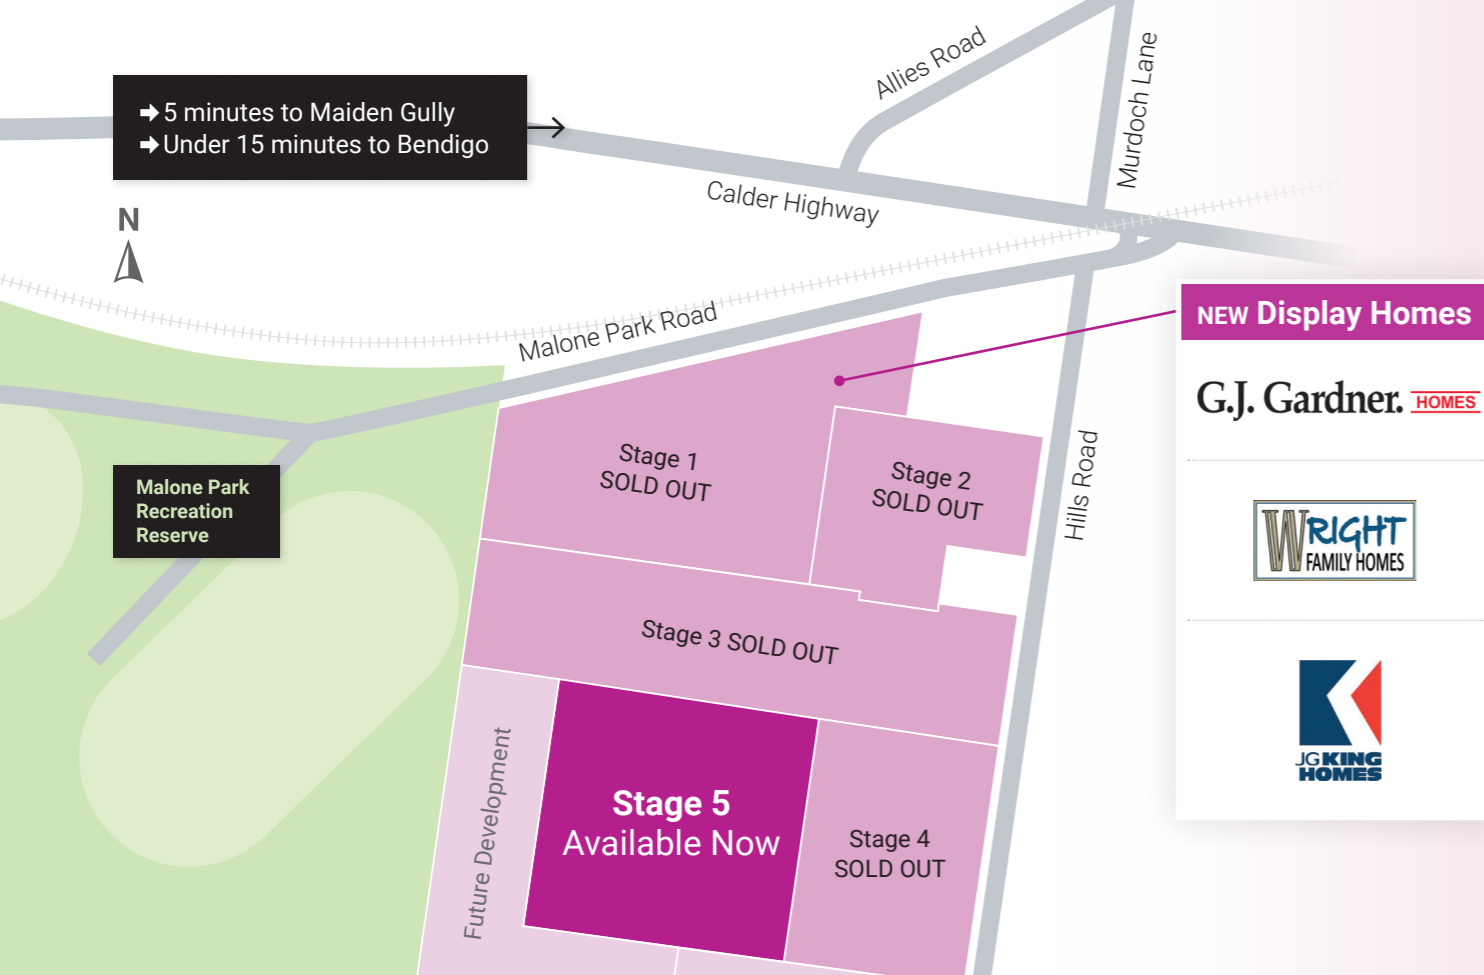 ➔ 5 minutes to Maiden Gully
➔ Under 15 minutes to Bendigo
N
Allies Road
Murdoch Lane
Calder Highway
Malone Park Road
Hills Road
NEW Display Homes
G.J. Gardner. HOMES
WRIGHT
FAMILY HOMES
JG KING
HOMES
Malone Park
Recreation
Reserve
Stage 1
SOLD OUT
Stage 2
SOLD OUT
Stage 3 SOLD OUT
Future Development
Stage 5
Available Now
Stage 4
SOLD OUT